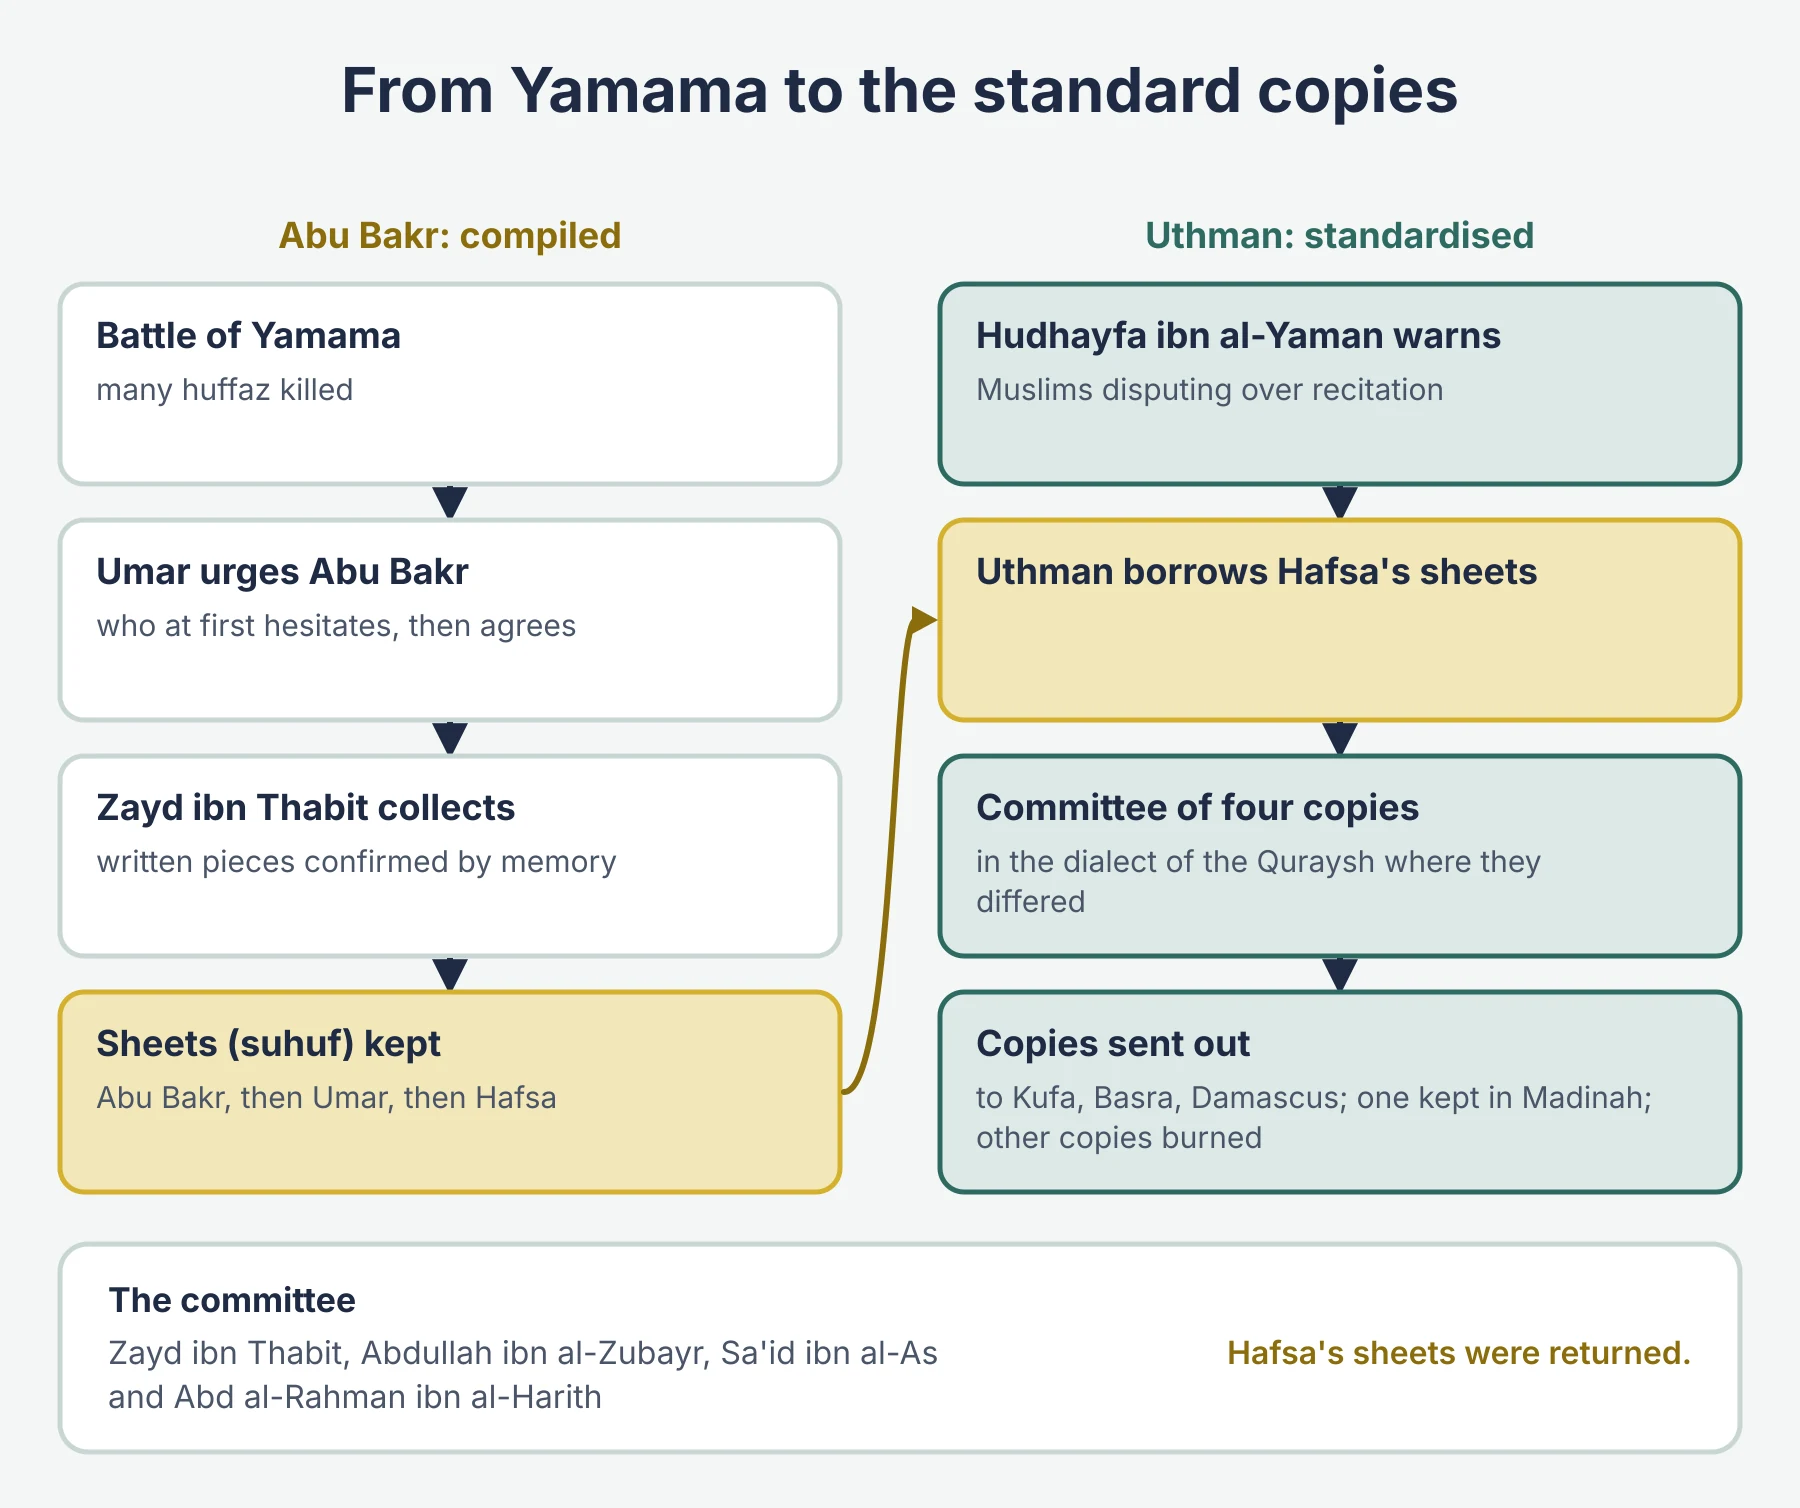 From Yamama to the standard copies
Abu Bakr: compiled
Battle of Yamama
many huffaz killed
Umar urges Abu Bakr
who at first hesitates, then agrees
Zayd ibn Thabit collects
written pieces confirmed by memory
Sheets (suhuf) kept
Abu Bakr, then Umar, then Hafsa
Uthman: standardised
Hudhayfa ibn al-Yaman warns
Muslims disputing over recitation
Uthman borrows Hafsa's sheets
Committee of four copies
in the dialect of the Quraysh where they
differed
Copies sent out
to Kufa, Basra, Damascus; one kept in Madinah;
other copies burned
The committee
Zayd ibn Thabit, Abdullah ibn al-Zubayr, Sa'id ibn al-As
and Abd al-Rahman ibn al-Harith
Hafsa's sheets were returned.